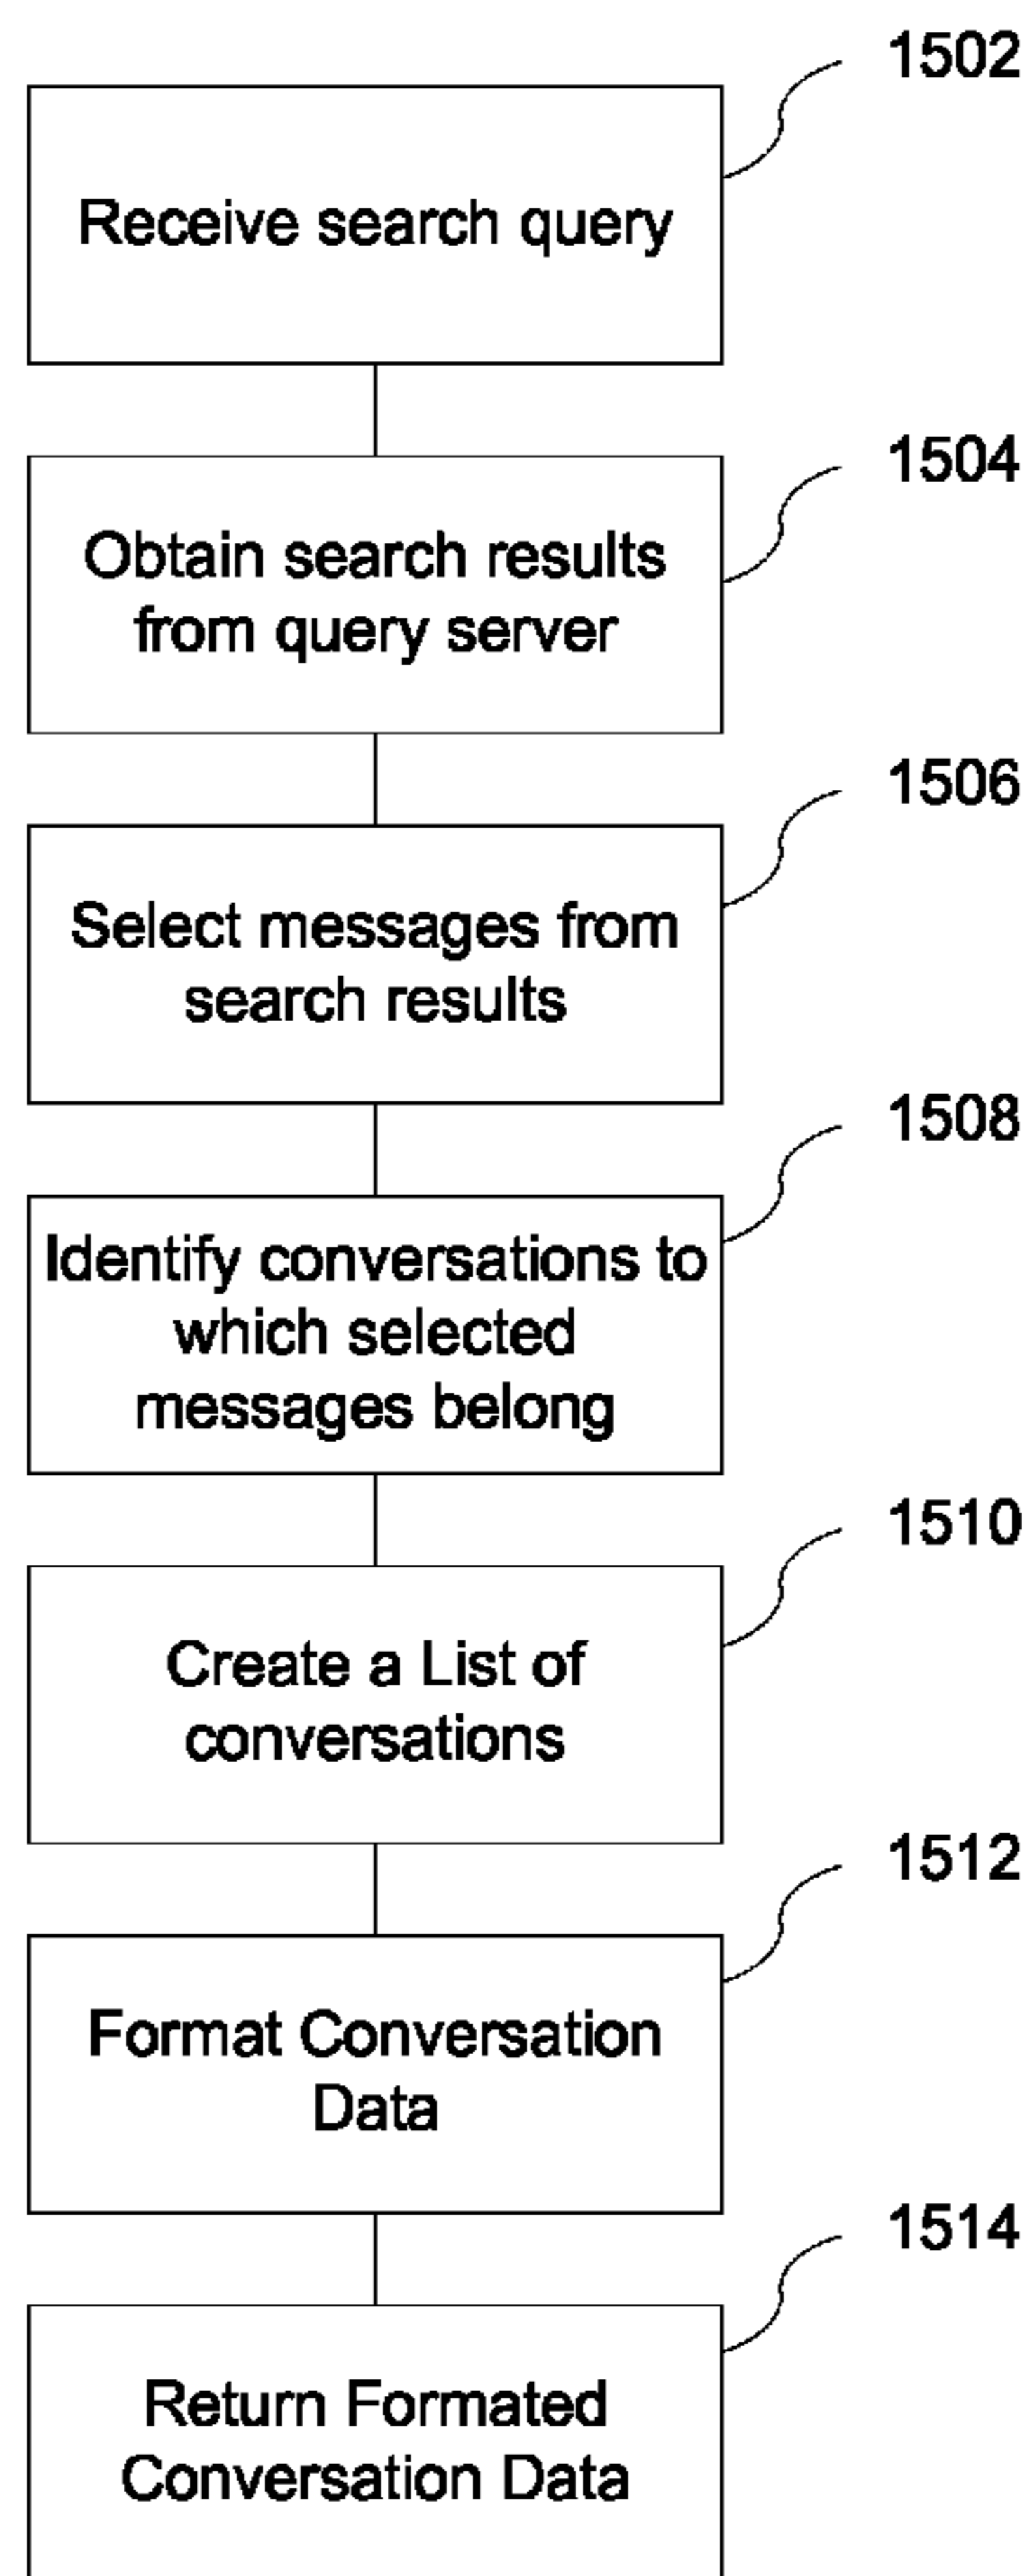 1502
Receive search query
1504
Obtain search results
from query server
1506
Select messages from
search results
1508
Identify conversations to
which selected
messages belong
1510
Create a List of
conversations
1512
Format Conversation
Data
1514
Return Formated
Conversation Data